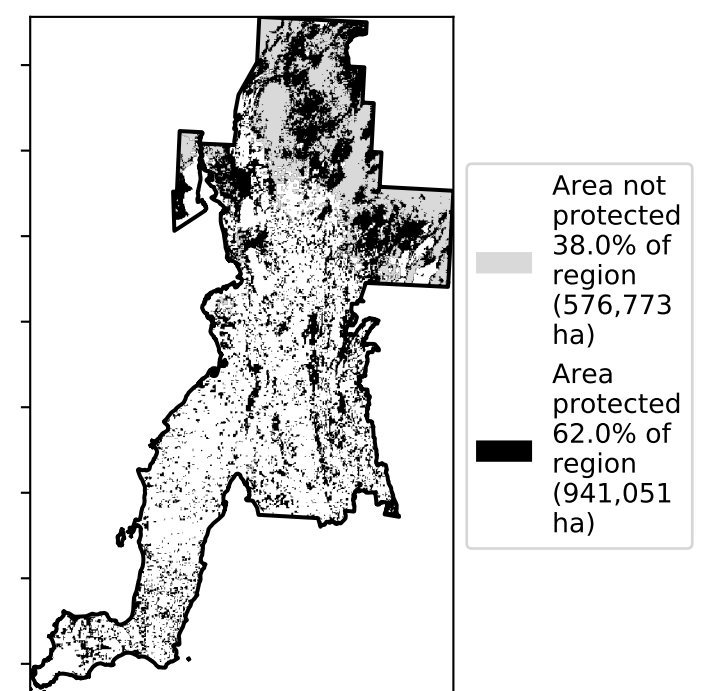 Area not
protected
38.0% of
region
(576,773
ha)
Area
protected
62.0% of
region
(941,051
ha)